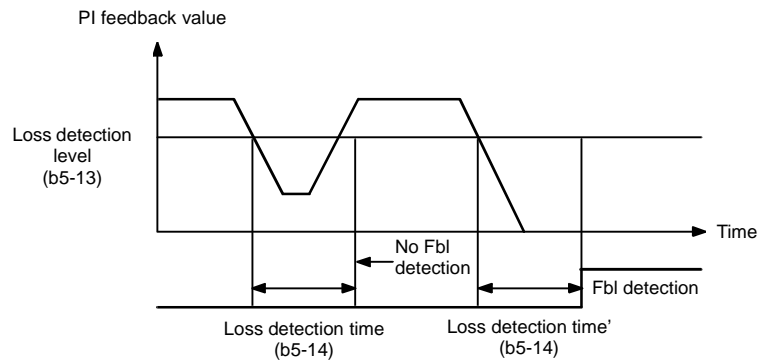 PI feedback value
Loss detection
level
(b5-13)
Time
No Fbl
detection
Fbl detection
Loss detection time
(b5-14)
Loss detection time’
(b5-14)